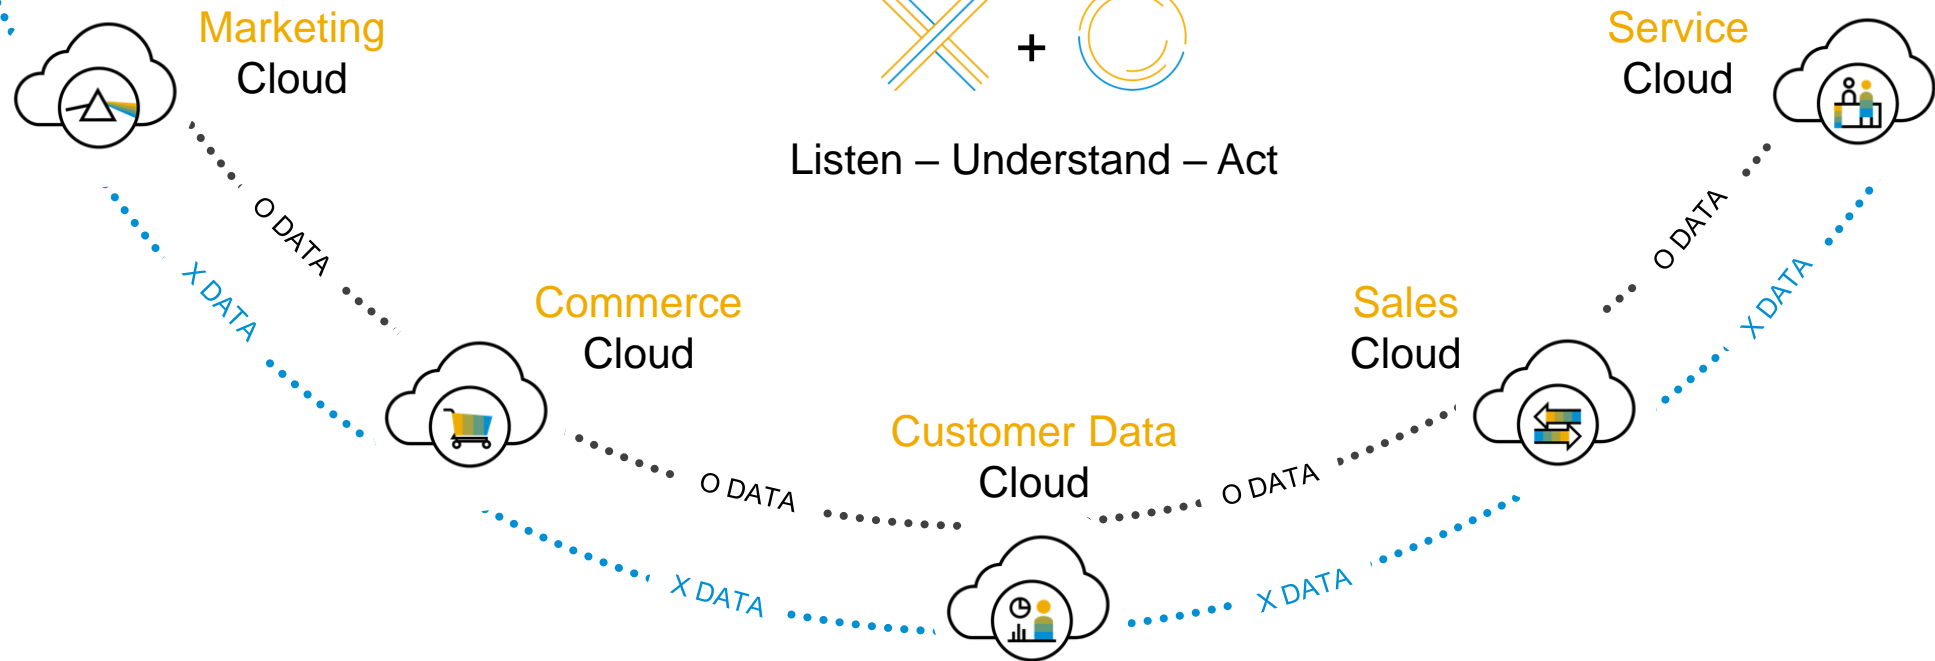 Marketing
Cloud
+
Service
Cloud
Listen – Understand – Act
O DATA
X DATA
O DATA
X DATA
Commerce
Cloud
Sales
Cloud
Customer Data
Cloud
O DATA
X DATA
O DATA
X DATA